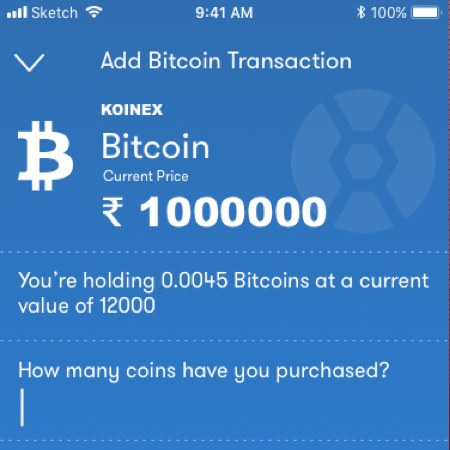 Sketch 9:41 AM 100%
Add Bitcoin Transaction
KOINEX
Bitcoin
Current Price
₹ 1000000
You’re holding 0.0045 Bitcoins at a current
value of 12000
How many coins have you purchased?